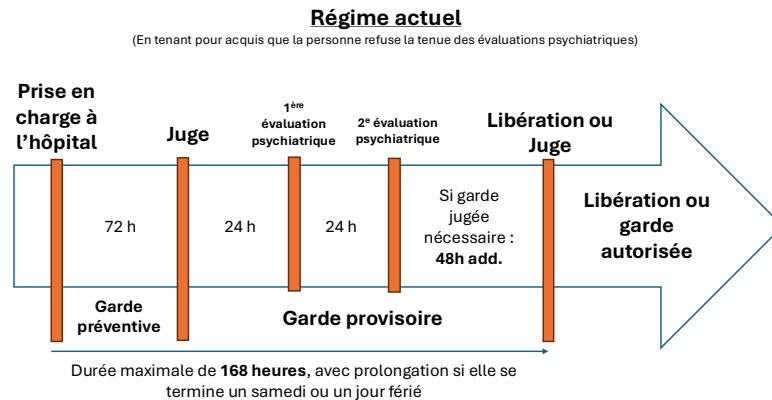 Régime actuel
(En tenant pour acquis que la personne refuse la tenue des évaluations psychiatriques)
Prise en
charge à
l'hôpital
Juge
1ère
évaluation
psychiatrique
2e évaluation
psychiatrique
Libération ou
Juge
72 h
24 h
24 h
Si garde
jugée
nécessaire :
48h add.
Libération ou
garde
autorisée
Garde
préventive
Garde provisoire
Durée maximale de 168 heures, avec prolongation si elle se
termine un samedi ou un jour férié